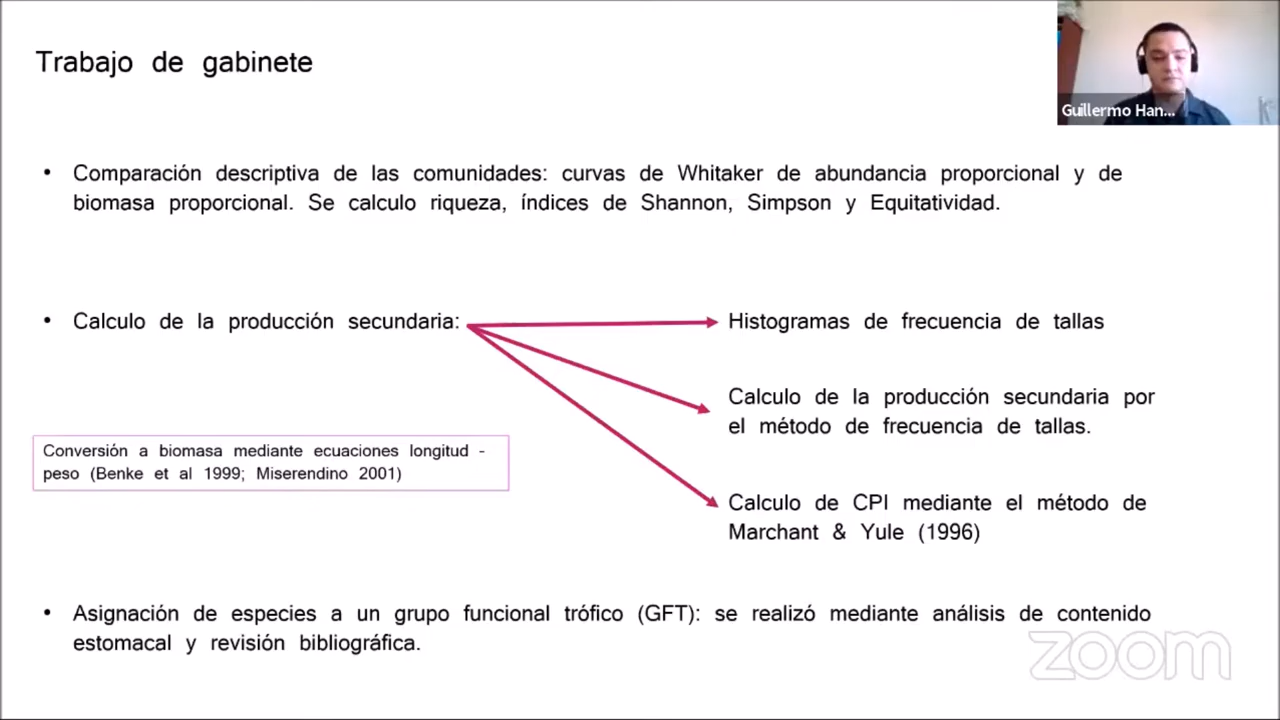 Trabajo de gabinete
Guillermo Han...
• Comparación descriptiva de las comunidades: curvas de Whitaker de abundancia proporcional y de
biomasa proporcional. Se calculo riqueza, índices de Shannon, Simpson y Equitatividad.
• Calculo de la producción secundaria:
Histogramas de frecuencia de tallas
Calculo de la producción secundaria por
el método de frecuencia de tallas.
Conversión a biomasa mediante ecuaciones longitud -
peso (Benke et al 1999; Miserendino 2001)
Calculo de CPI mediante el método de
Marchant & Yule (1996)
• Asignación de especies a un grupo funcional trófico (GFT): se realizó mediante análisis de contenido
estomacal y revisión bibliográfica.
zoom